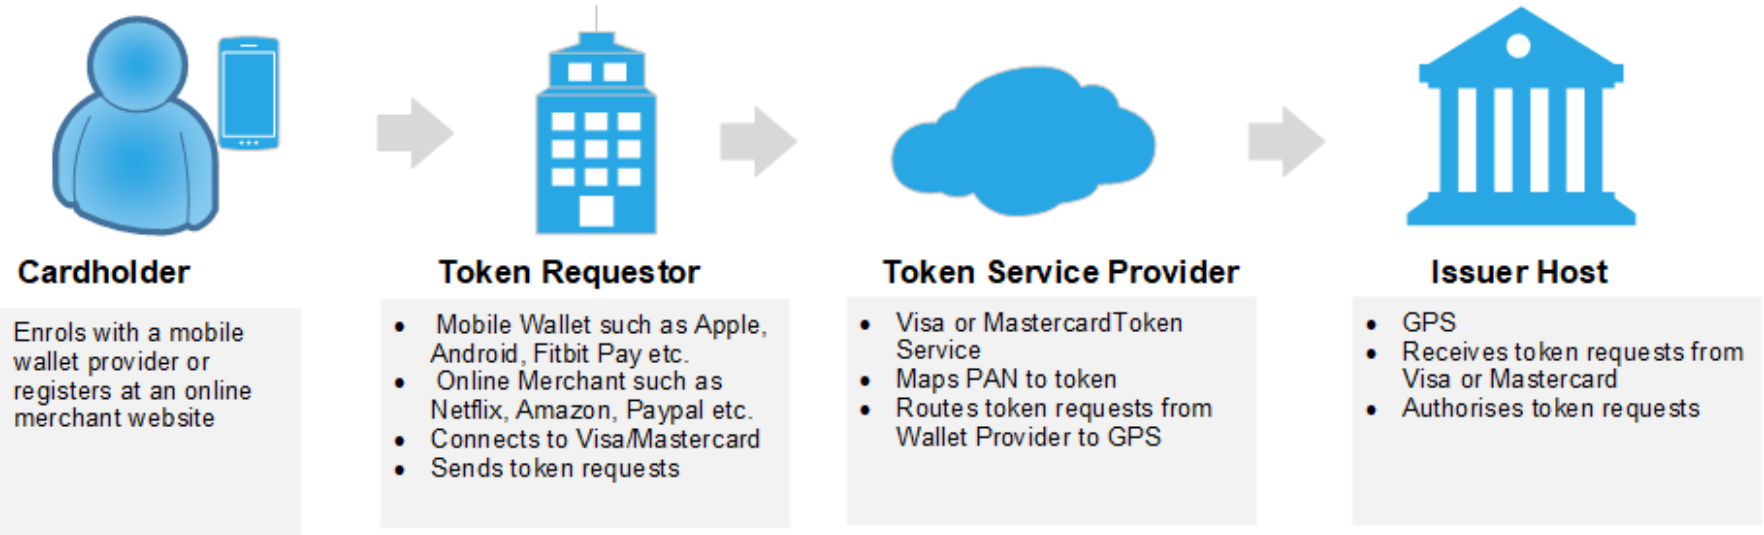 Cardholder
Enrols with a mobile
wallet provider or
registers at an online
merchant website
Token Requestor
• Mobile Wallet such as Apple,
Android, Fitbit Pay etc.
• Online Merchant such as
Netflix, Amazon, Paypal etc.
• Connects to Visa/Mastercard
• Sends token requests
Token Service Provider
• Visa or MastercardToken
Service
• Maps PAN to token
• Routes token requests from
Wallet Provider to GPS
Issuer Host
• GPS
• Receives token requests from
Visa or Mastercard
• Authorises token requests